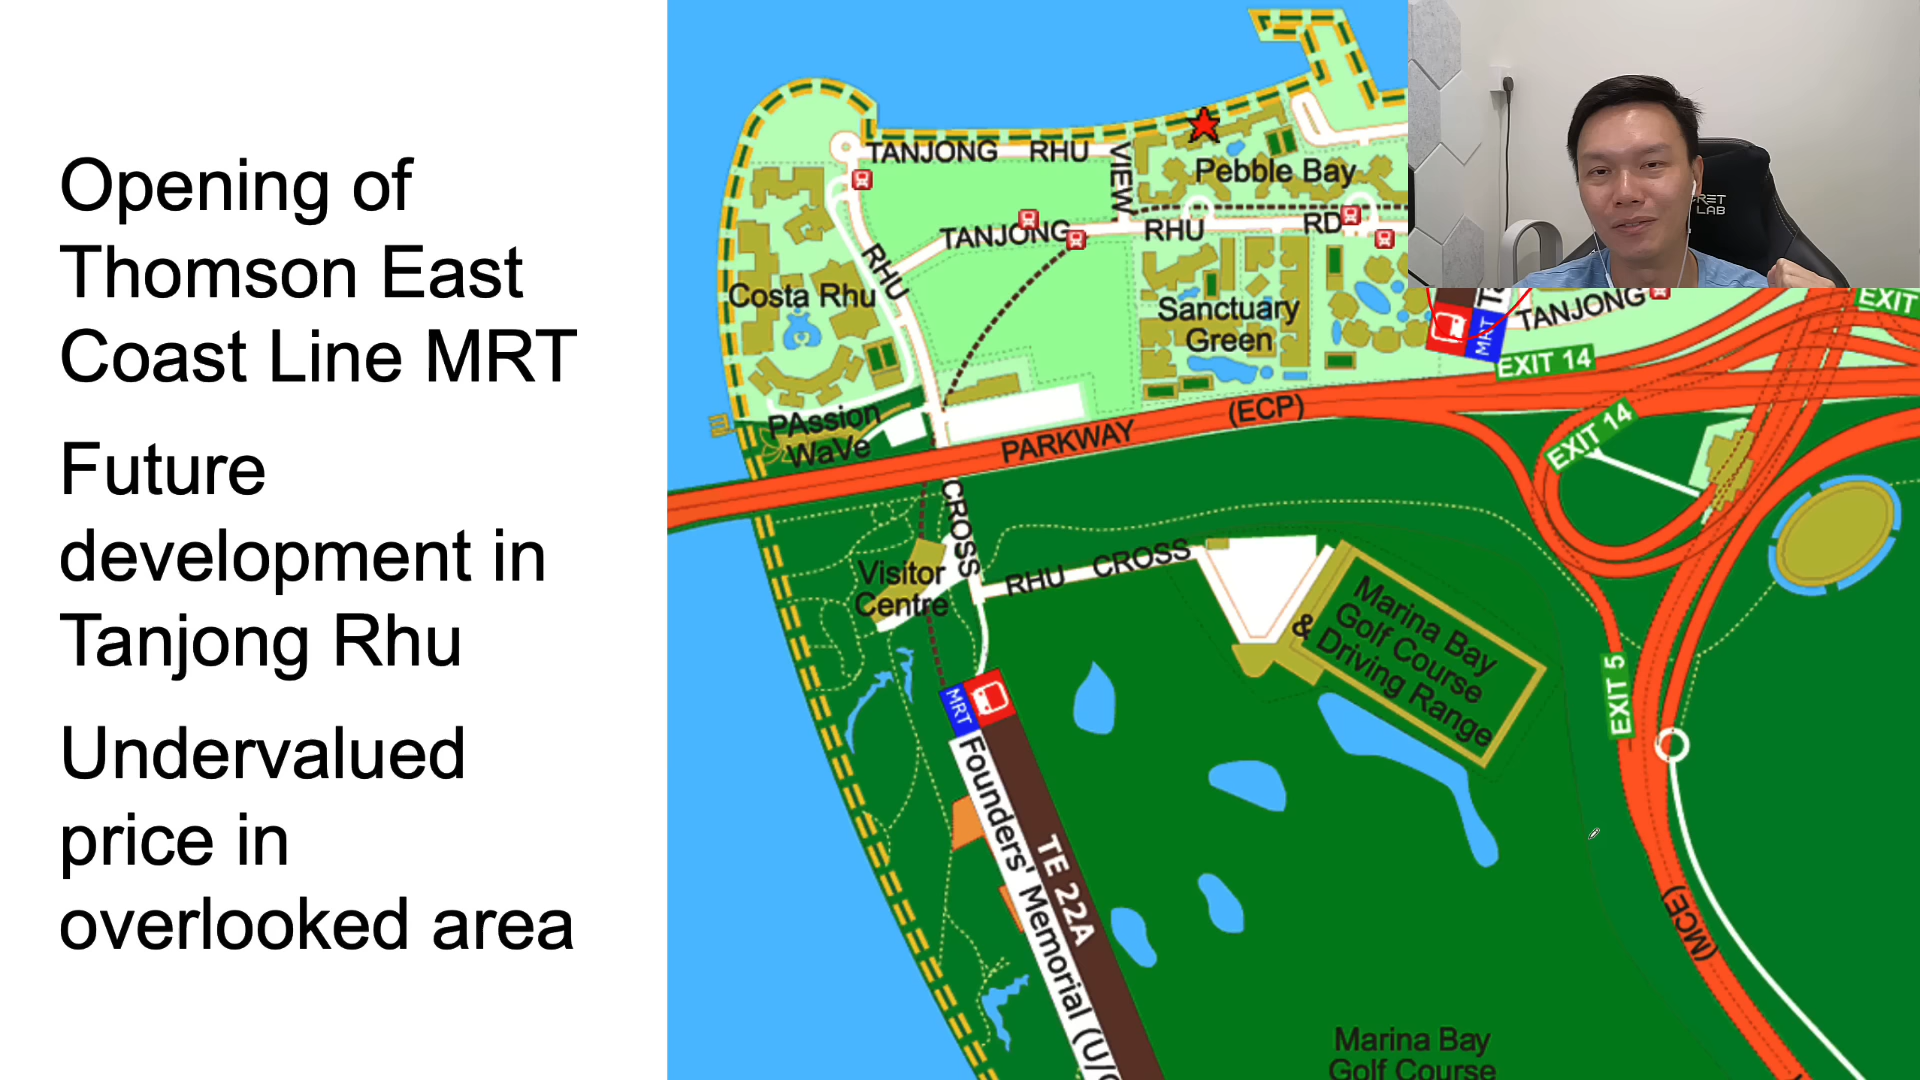 Opening of
Thomson East
Coast Line MRT
Future
development in
Tanjong Rhu
Undervalued
price in
overlooked area
TANJONG RHU
VIEW
Pebble Bay
TANJONG RHU RD
RHU
Costa Rhu
Sanctuary
Green
PAssion
WaVe
PARKWAY (ECP)
CROSS
RHU CROSS
Visitor
Centre
Marina Bay
Golf Course
& Driving Range
MRT
Founders' Memorial (U/C
TE 22A
Marina Bay
Golf Course
EXIT 5
(MCE)
EXIT 14
EXIT 14
MRT
TANJONG
EXIT
RET
LAB